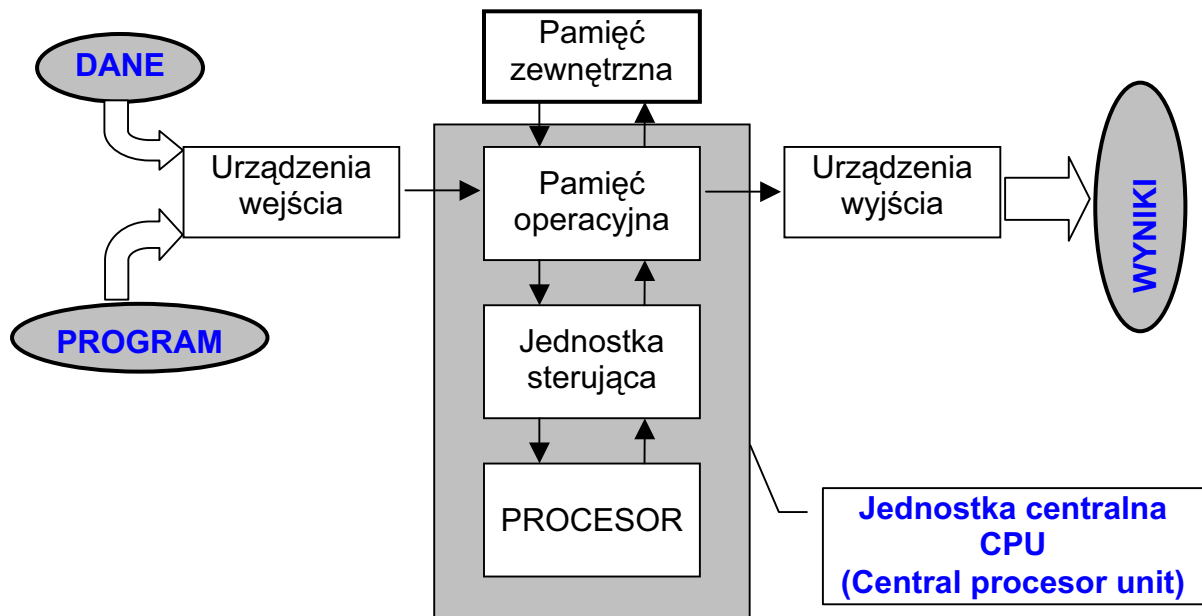 DANE
Pamięć
zewnętrzna
Urządzenia
wejścia
Pamięć
operacyjna
Urządzenia
wyjścia
WYNIKI
PROGRAM
Jednostka
sterująca
PROCESOR
Jednostka centralna
CPU
(Central procesor unit)